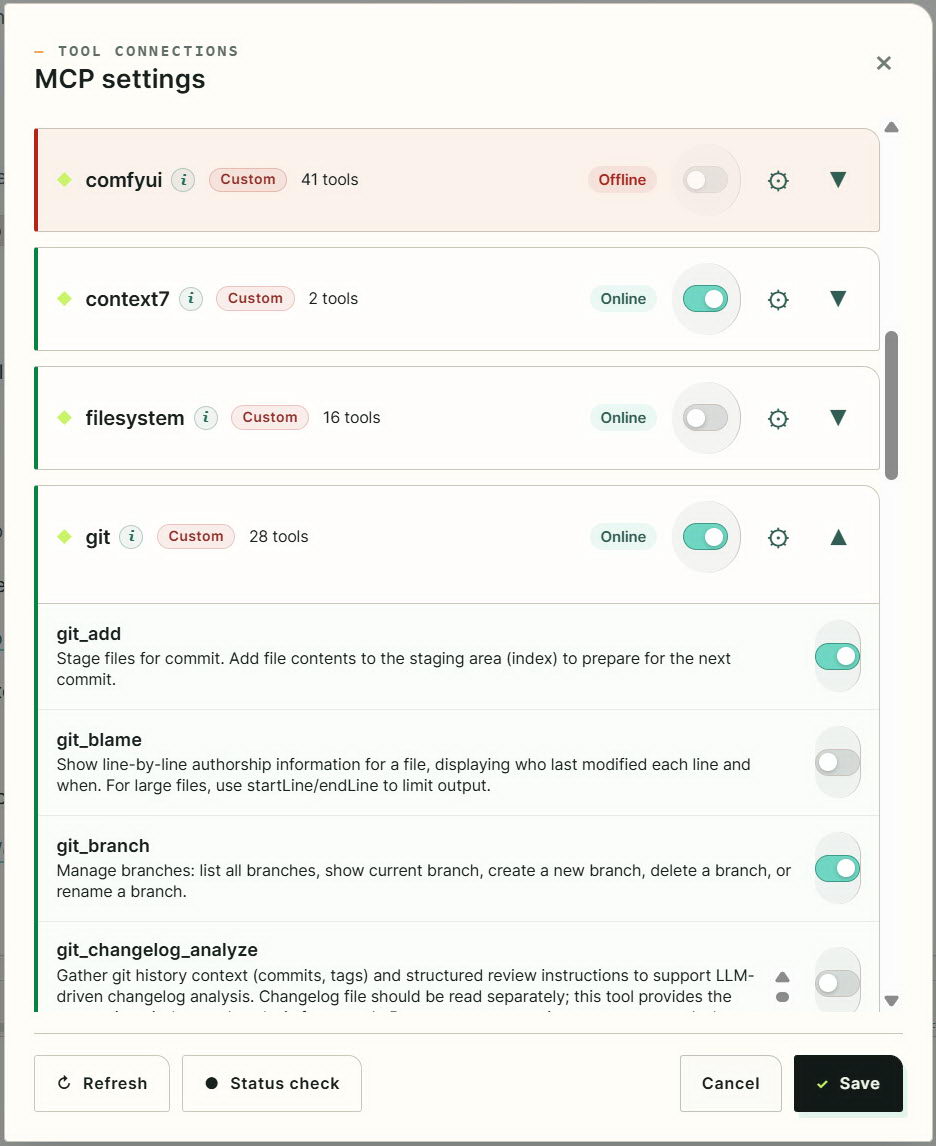 TOOL CONNECTIONS
MCP settings
comfyui i Custom 41 tools Offline
context7 i Custom 2 tools Online
filesystem i Custom 16 tools Online
git i Custom 28 tools Online
git_add
Stage files for commit. Add file contents to the staging area (index) to prepare for the next
commit.
git_blame
Show line-by-line authorship information for a file, displaying who last modified each line and
when. For large files, use startLine/endLine to limit output.
git_branch
Manage branches: list all branches, show current branch, create a new branch, delete a branch, or
rename a branch.
git_changelog_analyze
Gather git history context (commits, tags) and structured review instructions to support LLM-
driven changelog analysis. Changelog file should be read separately; this tool provides the
Refresh Status check Cancel Save